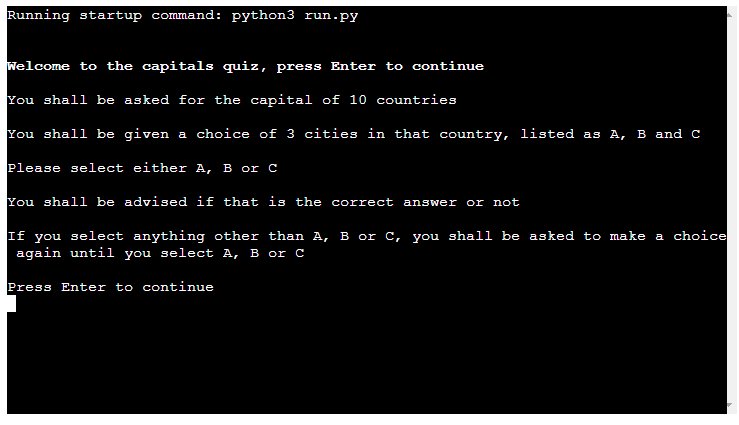 Running startup command: python3 run.py
Welcome to the capitals quiz, press Enter to continue
You shall be asked for the capital of 10 countries
You shall be given a choice of 3 cities in that country, listed as A, B and C
Please select either A, B or C
You shall be advised if that is the correct answer or not
If you select anything other than A, B or C, you shall be asked to make a choice
again until you select A, B or C
Press Enter to continue